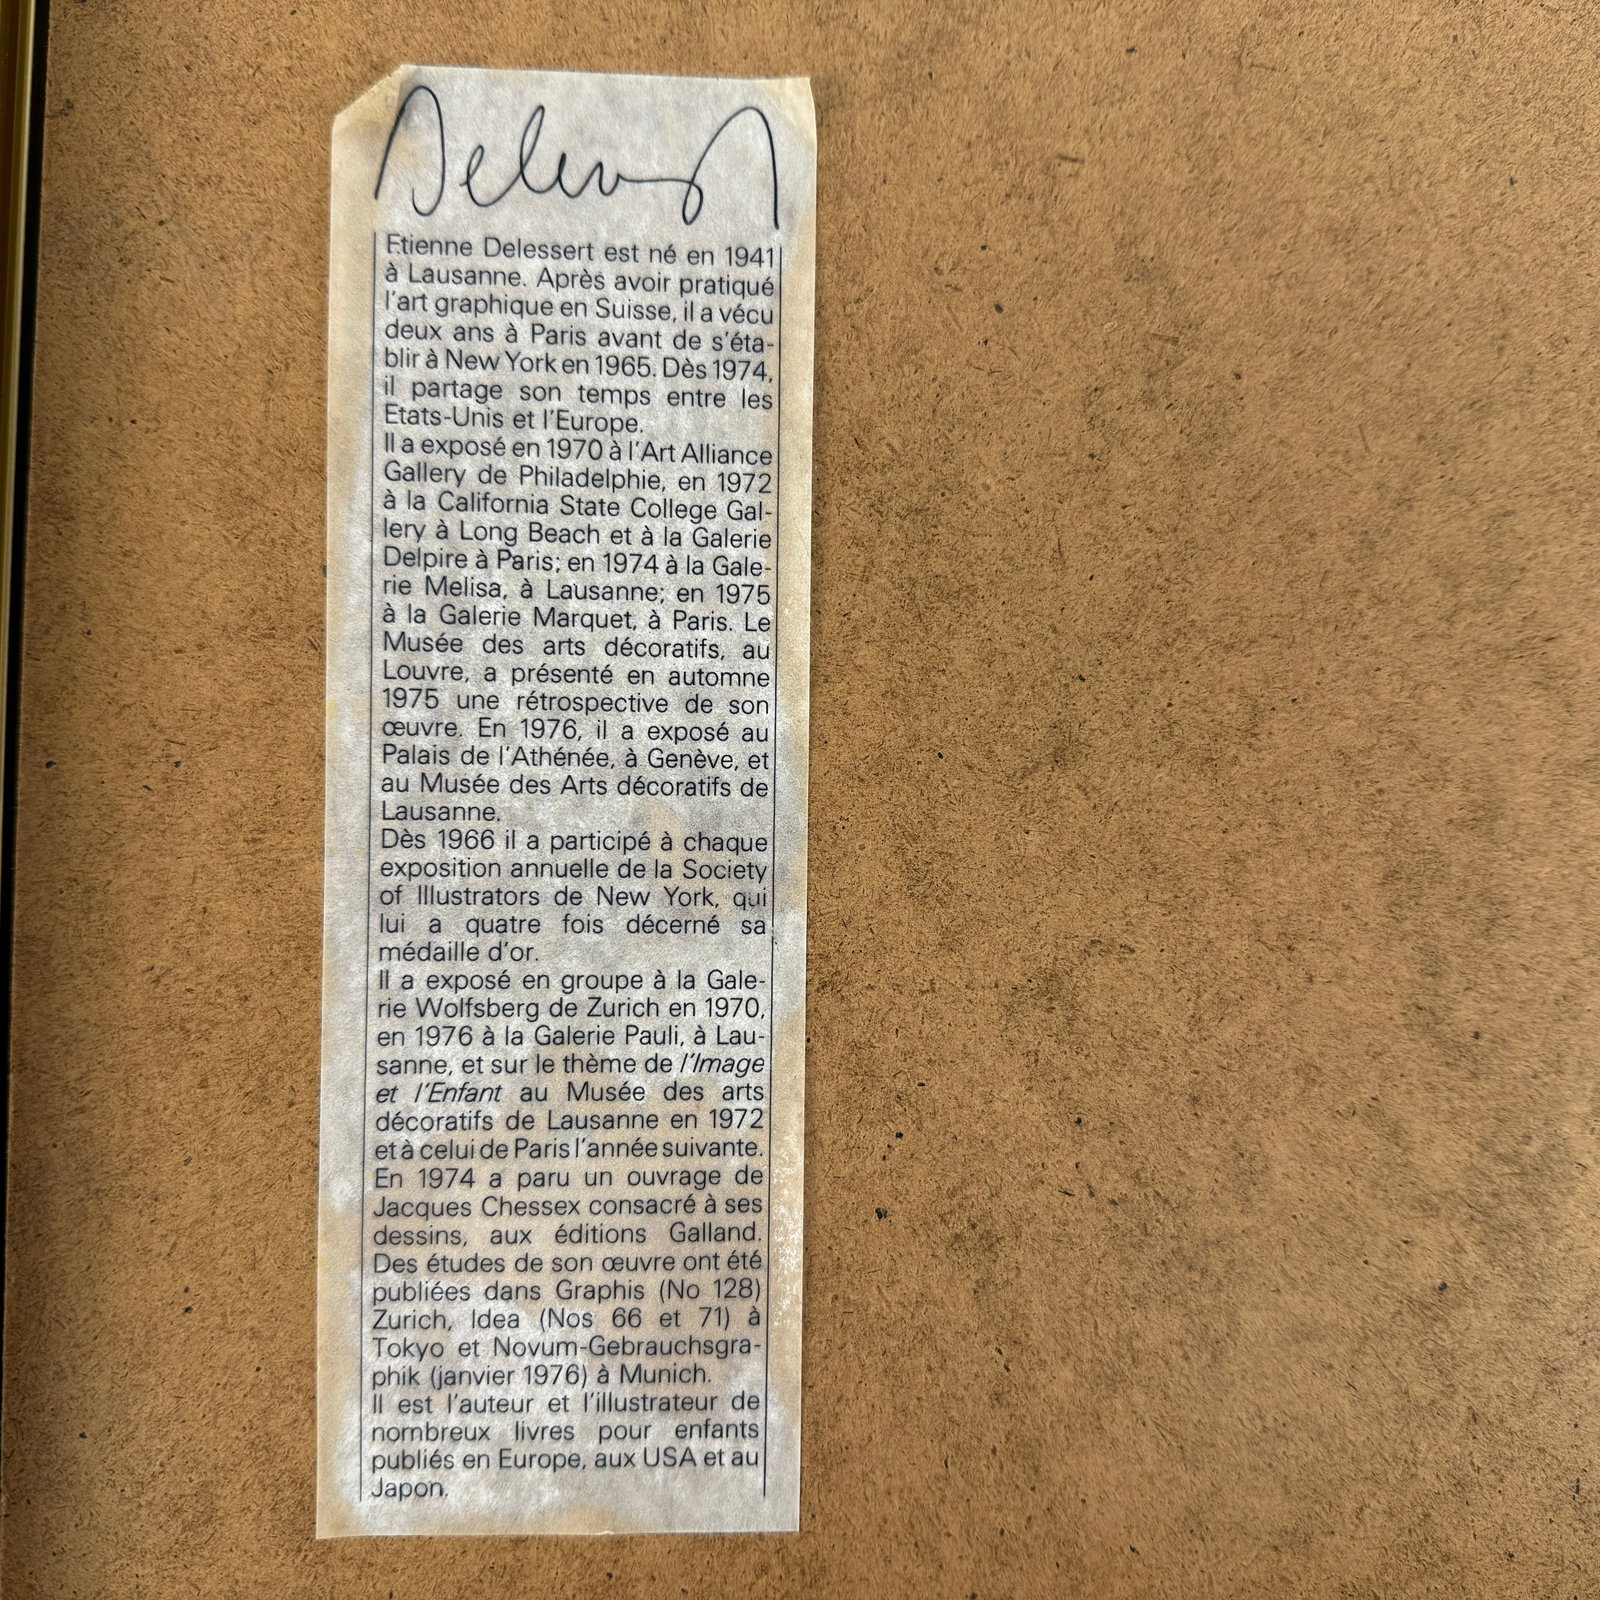 Delessert
Etienne Delessert est né en 1941
à Lausanne. Après avoir pratiqué
l'art graphique en Suisse, il a vécu
deux ans à Paris avant de s'éta-
blir à New York en 1965. Dès 1974,
il partage son temps entre les
Etats-Unis et l'Europe.
Il a exposé en 1970 à l'Art Alliance
Gallery de Philadelphie, en 1972
à la California State College Gal-
lery à Long Beach et à la Galerie
Delpire à Paris; en 1974 à la Gale-
rie Melisa, à Lausanne; en 1975
à la Galerie Marquet, à Paris. Le
Musée des arts décoratifs, au
Louvre, a présenté en automne
1975 une rétrospective de son
œuvre. En 1976, il a exposé au
Palais de l'Athénée, à Genève, et
au Musée des Arts décoratifs de
Lausanne.
Dès 1966 il a participé à chaque
exposition annuelle de la Society
of Illustrators de New York, qui
lui a quatre fois décerné sa
médaille d'or.
Il a exposé en groupe à la Gale-
rie Wolfsberg de Zurich en 1970,
en 1976 à la Galerie Pauli, à Lau-
sanne, et sur le thème de l'Image
et l'Enfant au Musée des arts
décoratifs de Lausanne en 1972
et à celui de Paris l'année suivante.
En 1974 a paru un ouvrage de
Jacques Chessex consacré à ses
dessins, aux éditions Galland.
Des études de son œuvre ont été
publiées dans Graphis (No 128)
Zurich, Idea (Nos 66 et 71) à
Tokyo et Novum-Gebrauchsgra-
phik (janvier 1976) à Munich.
Il est l'auteur et l'illustrateur de
nombreux livres pour enfants
publiés en Europe, aux USA et au
Japon.